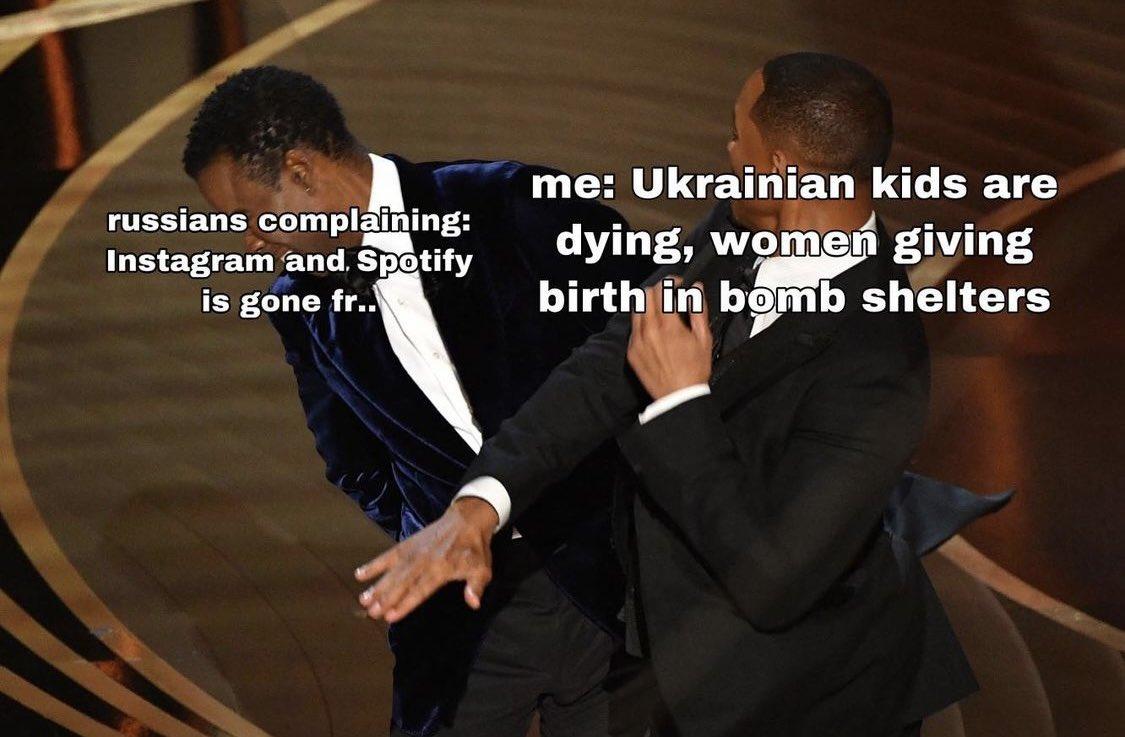 russians complaining:
Instagram and Spotify
is gone fr..
me: Ukrainian kids are
dying, women giving
birth in bomb shelters